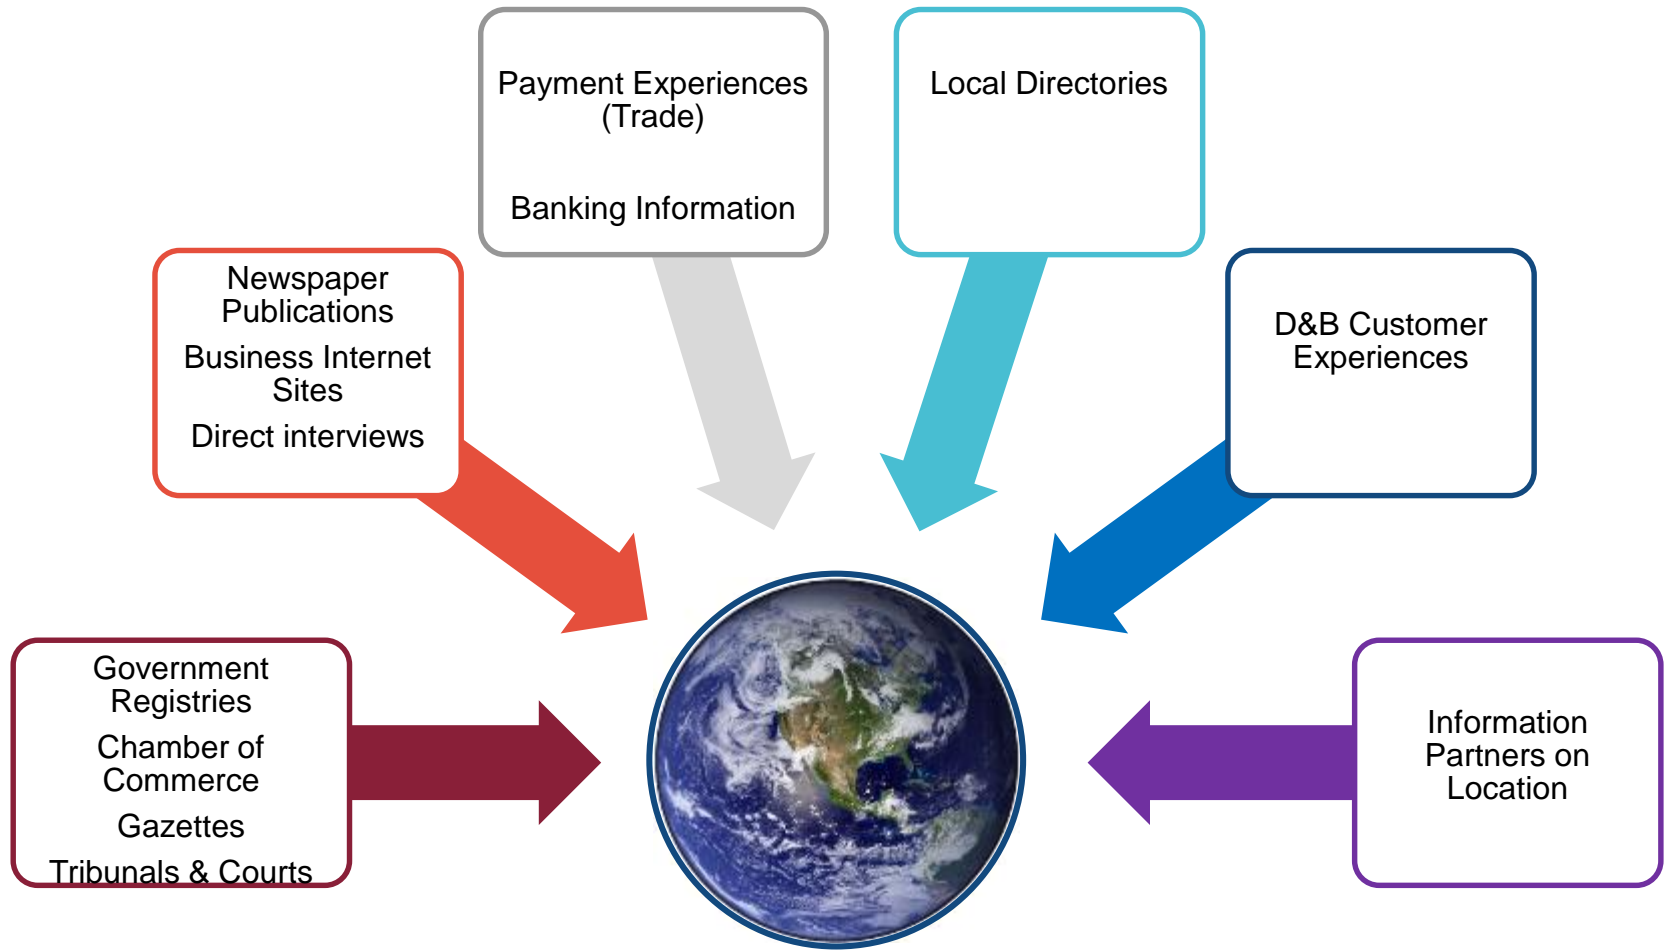 Payment Experiences
(Trade)
Banking Information
Local Directories
Newspaper
Publications
Business Internet
Sites
Direct interviews
D&B Customer
Experiences
Government
Registries
Chamber of
Commerce
Gazettes
Tribunals & Courts
Information
Partners on
Location